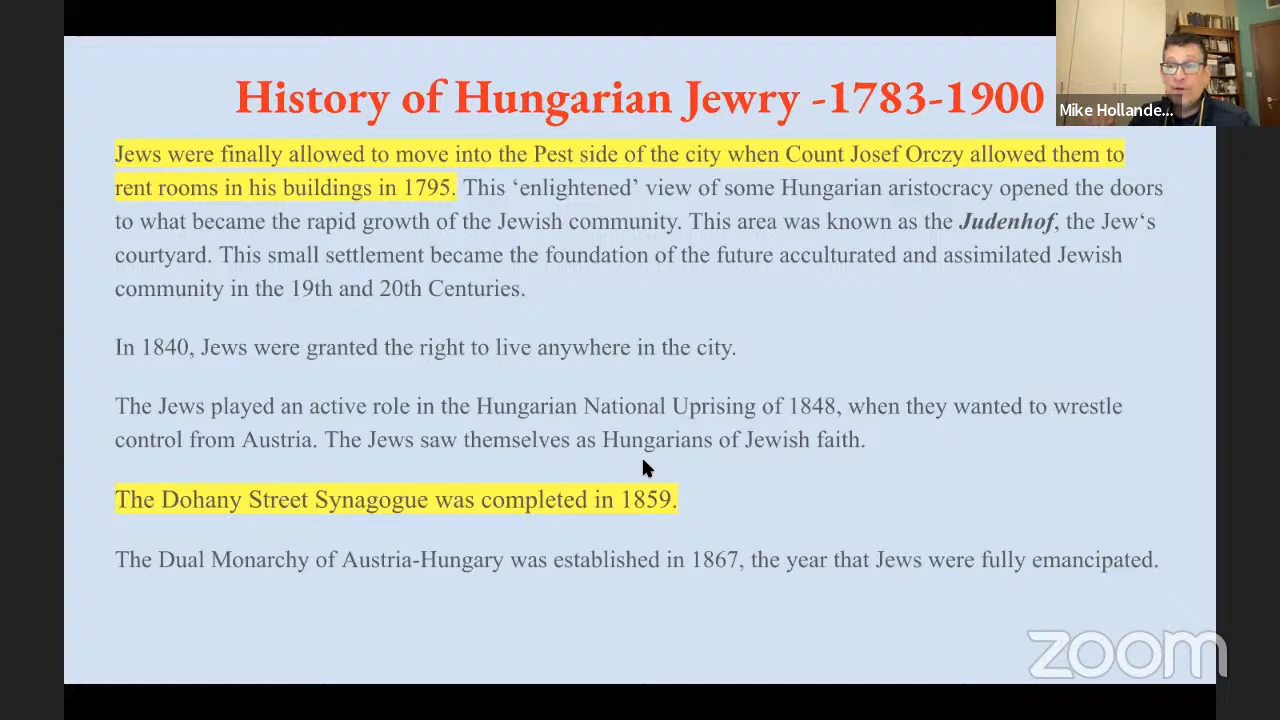 History of Hungarian Jewry -1783-1900
Mike Hollande...
Jews were finally allowed to move into the Pest side of the city when Count Josef Orczy allowed them to
rent rooms in his buildings in 1795. This ‘enlightened’ view of some Hungarian aristocracy opened the doors
to what became the rapid growth of the Jewish community. This area was known as the Judenhof, the Jew‘s
courtyard. This small settlement became the foundation of the future acculturated and assimilated Jewish
community in the 19th and 20th Centuries.
In 1840, Jews were granted the right to live anywhere in the city.
The Jews played an active role in the Hungarian National Uprising of 1848, when they wanted to wrestle
control from Austria. The Jews saw themselves as Hungarians of Jewish faith.
The Dohany Street Synagogue was completed in 1859.
The Dual Monarchy of Austria-Hungary was established in 1867, the year that Jews were fully emancipated.
zoom